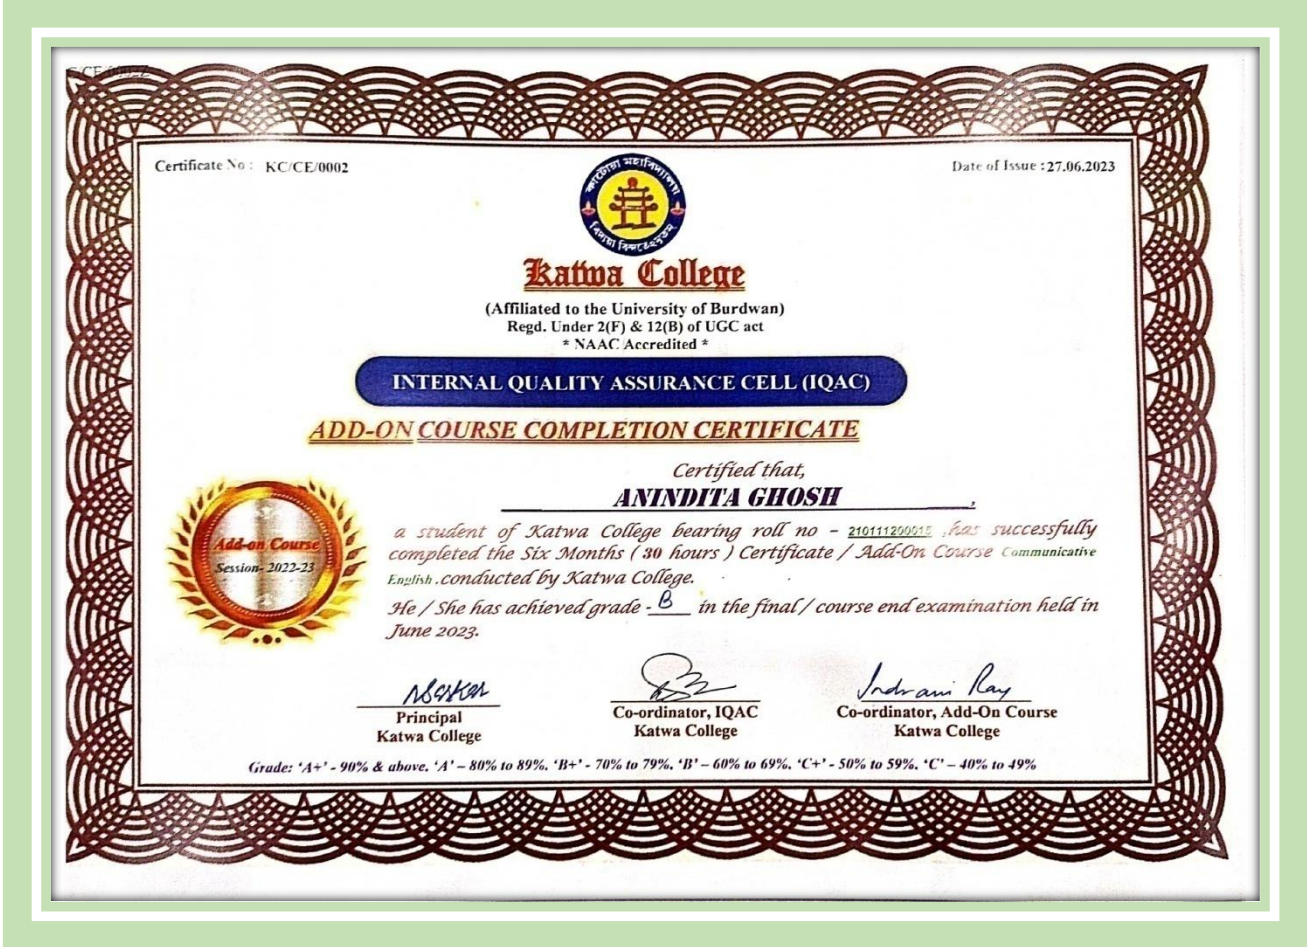 Certificate No : KC/CE/0002
Date of Issue : 27.06.2023
কাটোয়া মহাবিদ্যালয়
Katwa College
(Affiliated to the University of Burdwan)
Regd. Under 2(F) & 12(B) of UGC act
* NAAC Accredited *
INTERNAL QUALITY ASSURANCE CELL (IQAC)
ADD-ON COURSE COMPLETION CERTIFICATE
Certified that,
ANINDITA GHOSH,
Add-on Course
Session- 2022-23
a student of Katwa College bearing roll no - 210111200015 ,has successfully
completed the Six Months ( 30 hours ) Certificate / Add-On Course Communicative
English .conducted by Katwa College.
He / She has achieved grade - B in the final / course end examination held in
June 2023.
Indrani Ray
Principal
Katwa College
Co-ordinator, IQAC
Katwa College
Co-ordinator, Add-On Course
Katwa College
Grade: 'A+' - 90% & above, 'A' – 80% to 89%, 'B+' - 70% to 79%, 'B' – 60% to 69%, 'C+' - 50% to 59%, 'C' – 40% to 49%